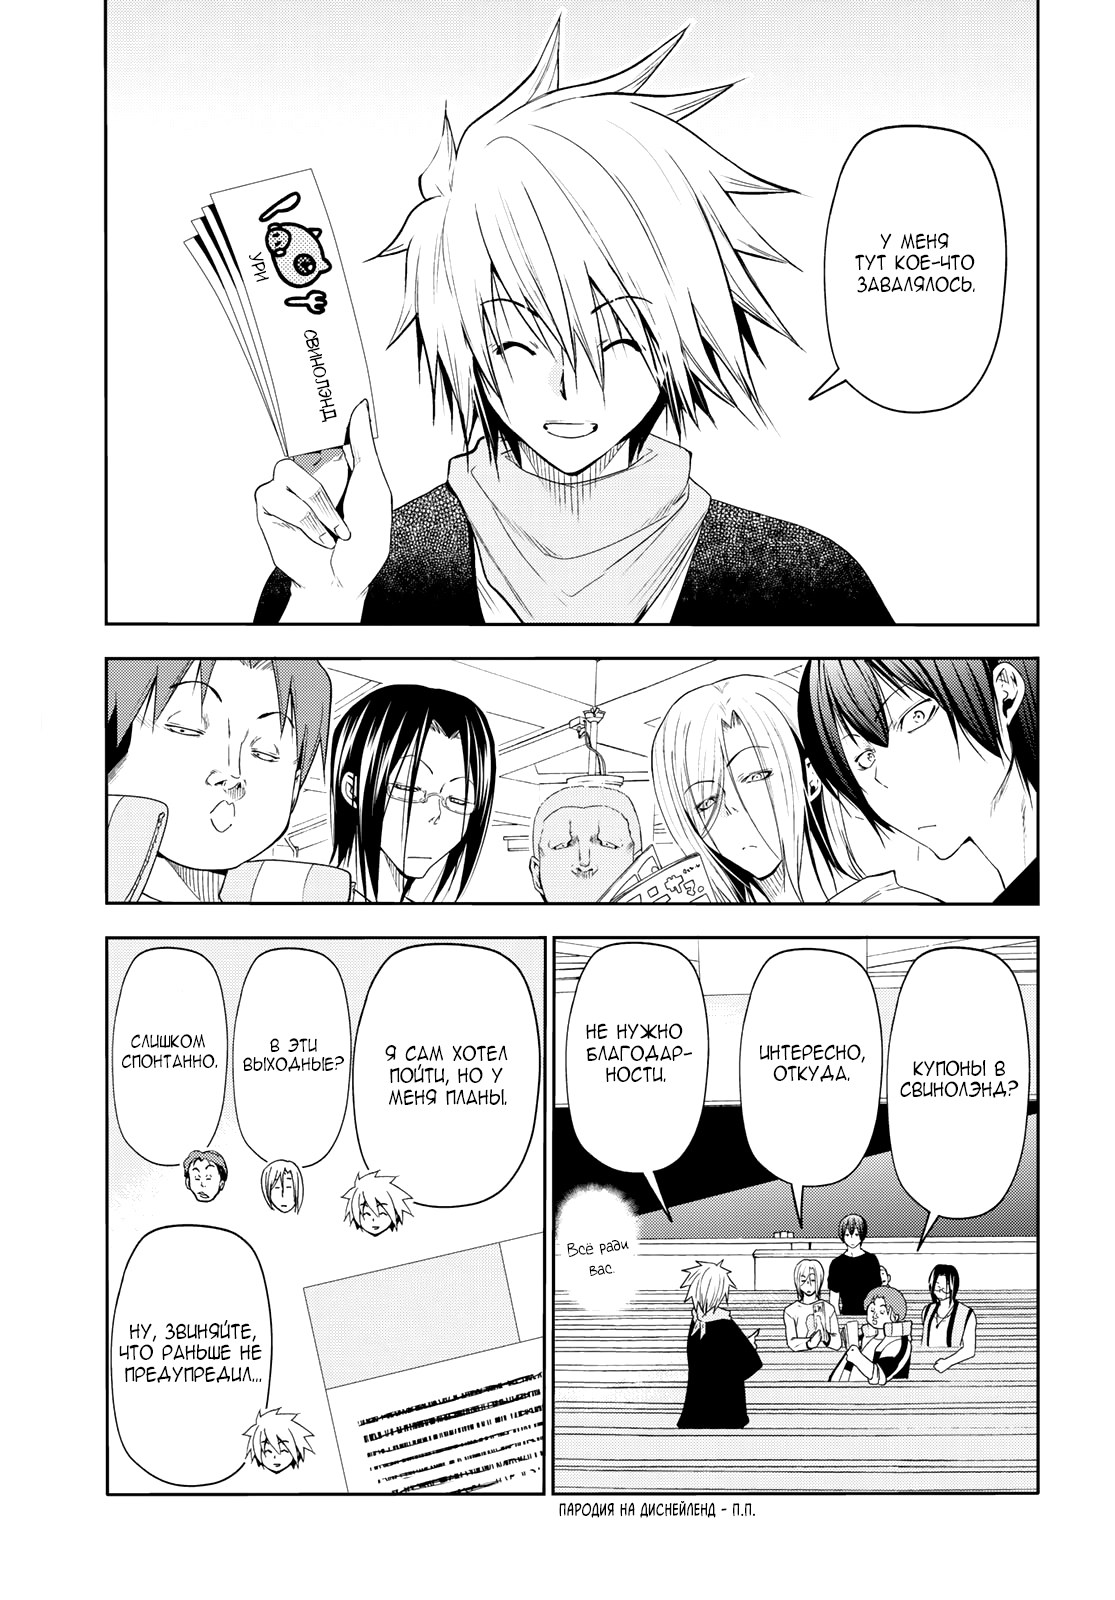 У МЕНЯ
ТУТ КОЕ-ЧТО
ЗАВАЛЯЛОСЬ.
УРИ
СВИНОЛЭНД
КУПОНЫ В
СВИНОЛЭНД?
ИНТЕРЕСНО,
ОТКУДА.
НЕ НУЖНО
БЛАГОДАР-
НОСТИ.
Всё ради
вас.
Я САМ ХОТЕЛ
ПОЙТИ, НО У
МЕНЯ ПЛАНЫ.
В ЭТИ
ВЫХОДНЫЕ?
СЛИШКОМ
СПОНТАННО.
НУ, ЗВИНЯЙТЕ,
ЧТО РАНЬШЕ НЕ
ПРЕДУПРЕДИЛ...
ПАРОДИЯ НА ДИСНЕЙЛЕНД - П.П.